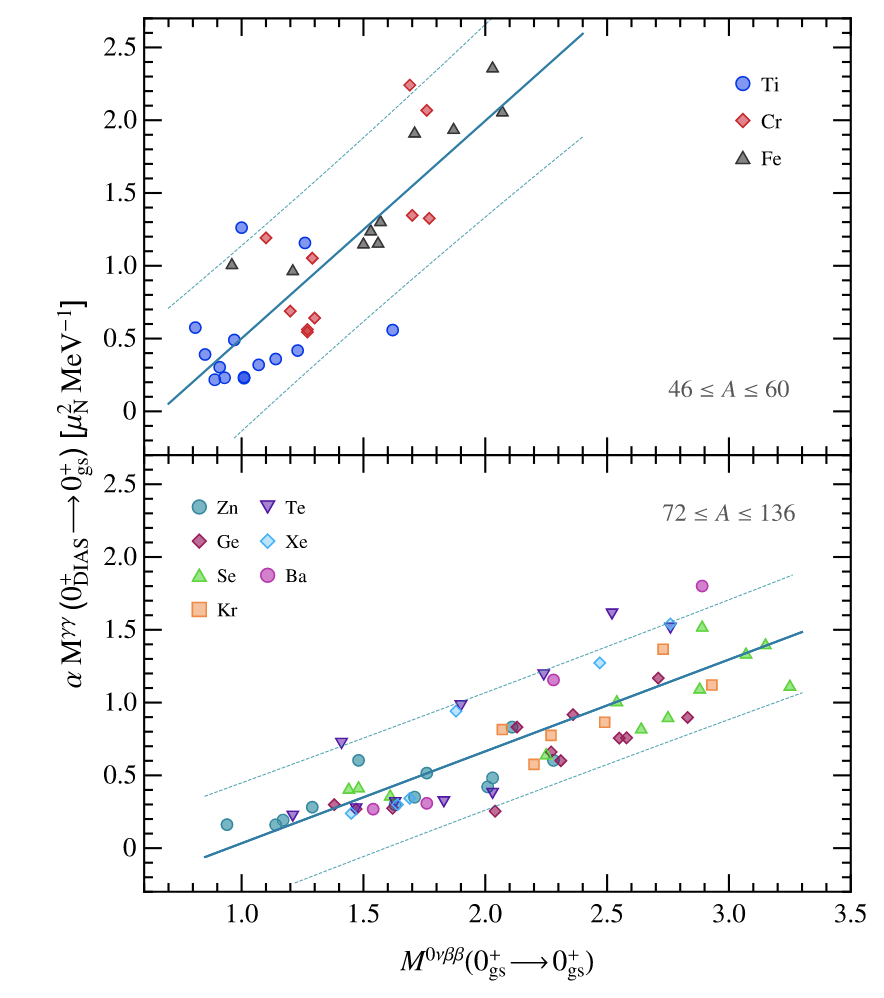 2.5
2.0
1.5
1.0
0.5
0
Ti
Cr
Fe
46 ≤ A ≤ 60
α M^γγ (0⁺_DIAS ⟶ 0⁺_gs) [μ²_N MeV⁻¹]
2.5
2.0
1.5
1.0
0.5
0
Zn Te
Ge Xe
Se Ba
Kr
72 ≤ A ≤ 136
1.0 1.5 2.0 2.5 3.0 3.5
M^0νββ(0⁺_gs ⟶ 0⁺_gs)